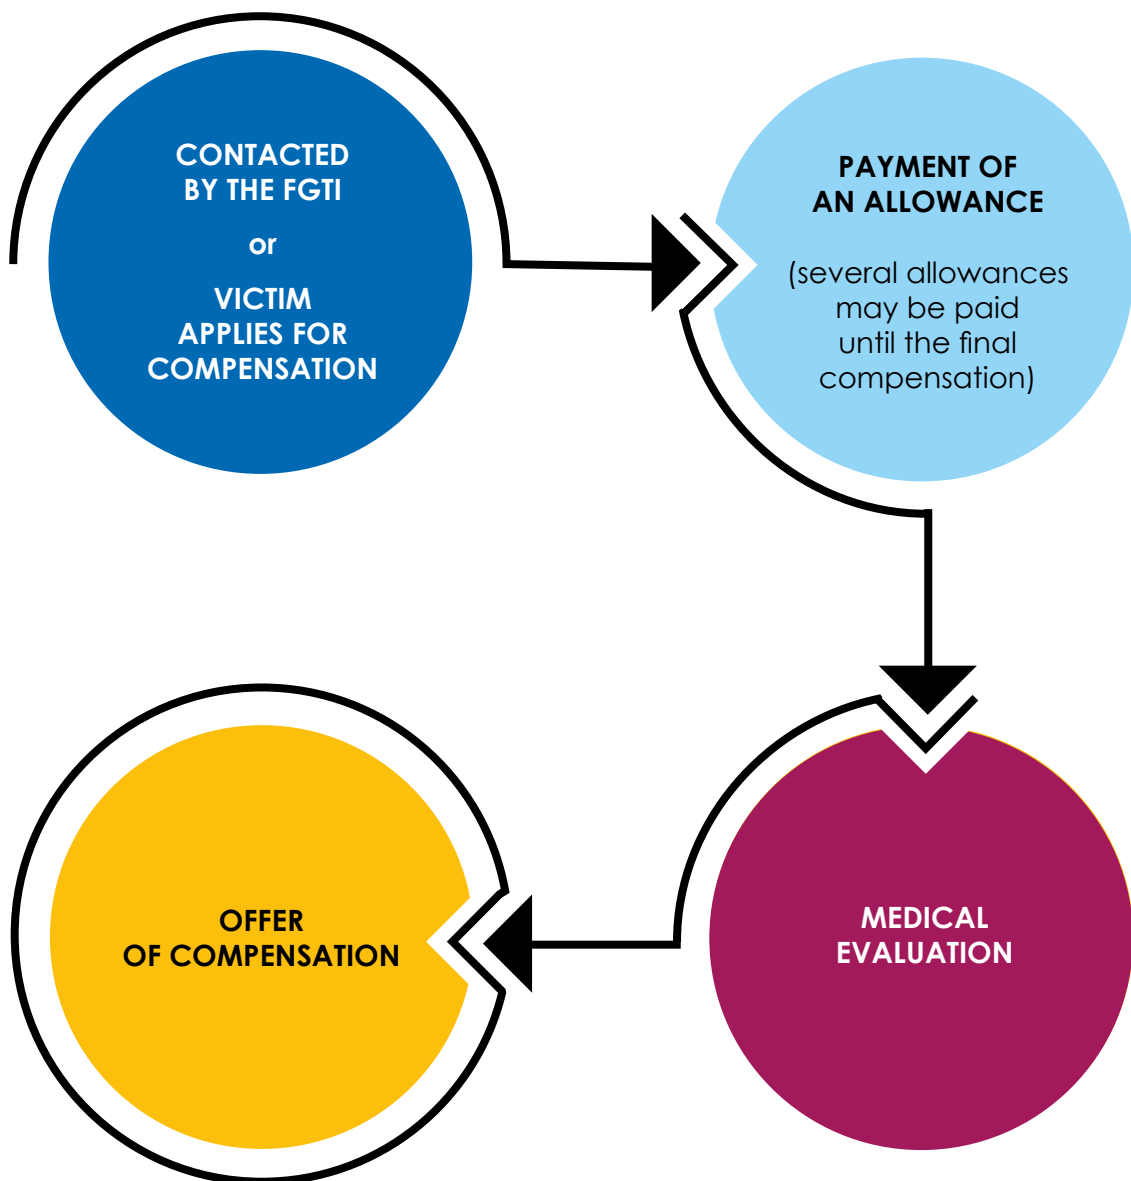 CONTACTED
BY THE FGTI
or
VICTIM
APPLIES FOR
COMPENSATION
PAYMENT OF
AN ALLOWANCE
(several allowances
may be paid
until the final
compensation)
MEDICAL
EVALUATION
OFFER
OF COMPENSATION